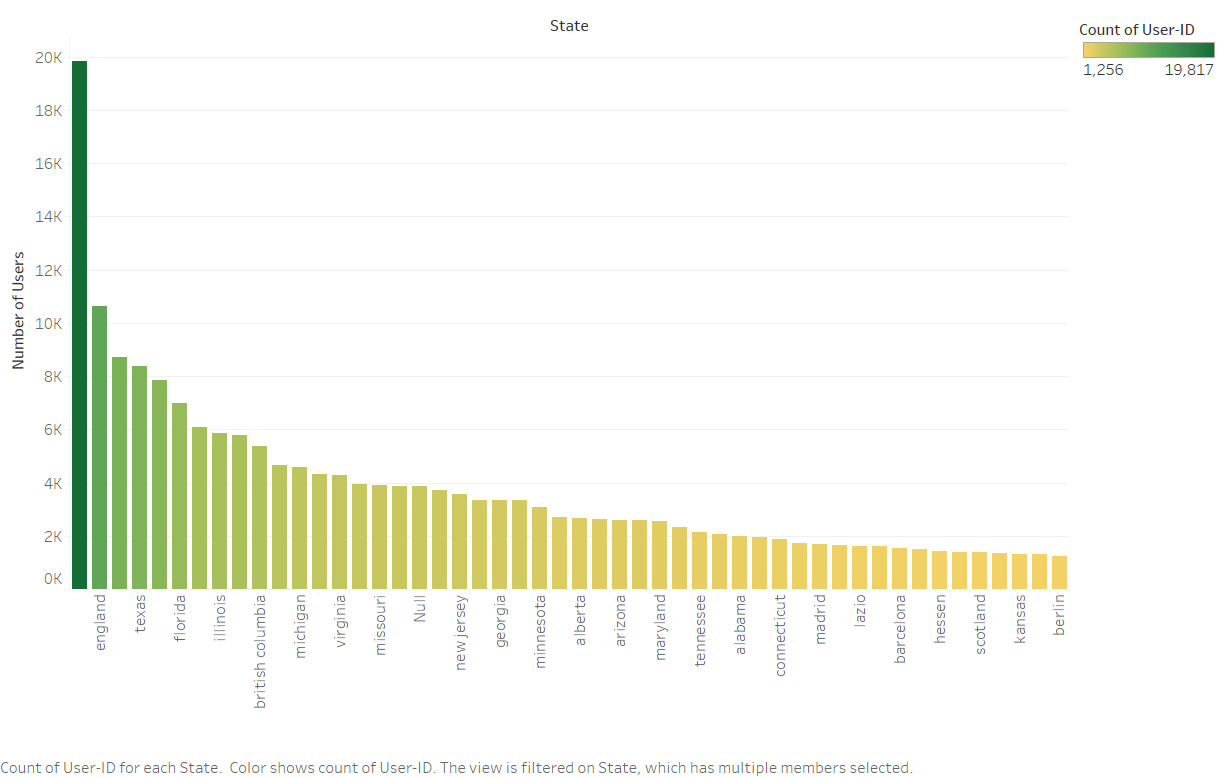 State
Count of User-ID
1,256 19,817
Number of Users
20K
18K
16K
14K
12K
10K
8K
6K
4K
2K
0K
england
texas
florida
illinois
british columbia
michigan
virginia
missouri
Null
new jersey
georgia
minnesota
alberta
arizona
maryland
tennessee
alabama
connecticut
madrid
lazio
barcelona
hessen
scotland
kansas
berlin
Count of User-ID for each State.  Color shows count of User-ID. The view is filtered on State, which has multiple members selected.